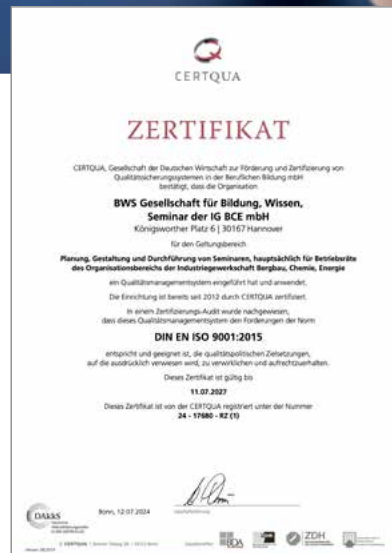 CERTQUA
ZERTIFIKAT
CERTQUA, Gesellschaft der Deutschen Wirtschaft zur Förderung und Zertifizierung von
Qualitätssicherungssystemen in der Beruflichen Bildung mbH
bestätigt, dass die Organisation
BWS Gesellschaft für Bildung, Wissen,
Seminar der IG BCE mbH
Königsworther Platz 6 | 30167 Hannover
für den Geltungsbereich
Planung, Gestaltung und Durchführung von Seminaren, hauptsächlich für Betriebsräte
des Organisationsbereichs der Industriegewerkschaft Bergbau, Chemie, Energie
ein Qualitätsmanagementsystem eingeführt hat und anwendet.
Die Einrichtung ist bereits seit 2012 durch CERTQUA zertifiziert.
In einem Zertifizierungs-Audit wurde nachgewiesen,
dass dieses Qualitätsmanagementsystem den Forderungen der Norm
DIN EN ISO 9001:2015
entspricht und geeignet ist, die qualitätspolitischen Zielsetzungen,
auf die ausdrücklich verwiesen wird, zu verwirklichen und aufrechtzuerhalten.
Dieses Zertifikat ist gültig bis
11.07.2027
Dieses Zertifikat ist von der CERTQUA registriert unter der Nummer
24 - 17680 - RZ (1)
DAkkS
Bonn, 12.07.2024
BDA
ZDH